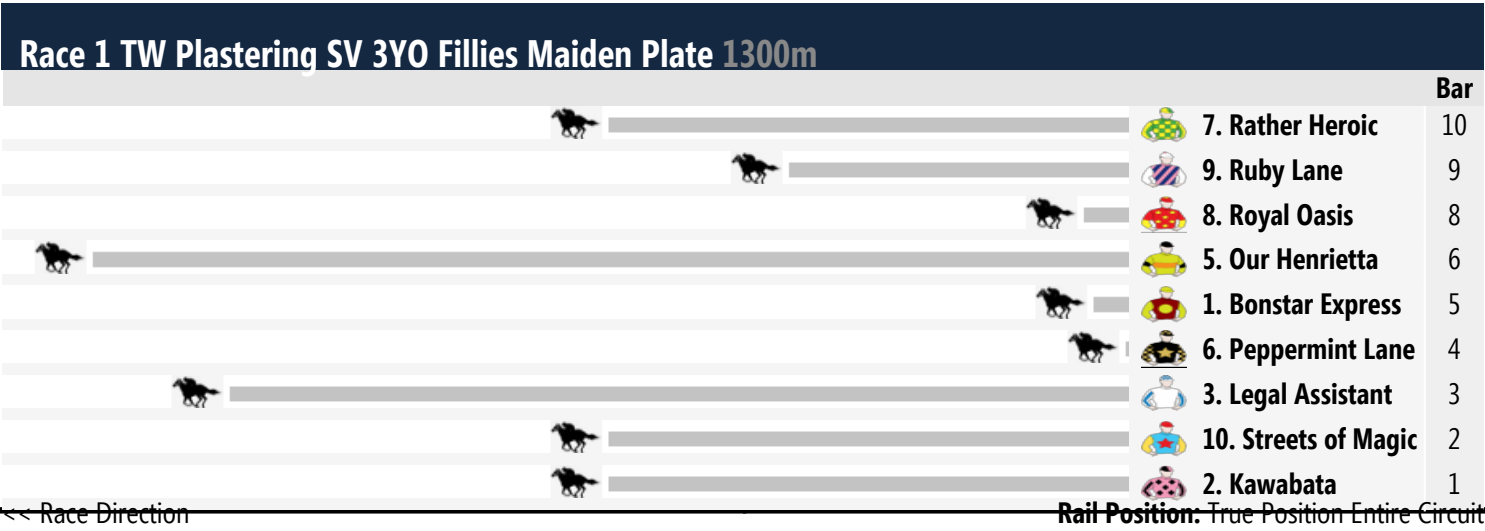 Race 1 TW Plastering SV 3YO Fillies Maiden Plate 1300m
Bar
7. Rather Heroic 10
9. Ruby Lane 9
8. Royal Oasis 8
5. Our Henrietta 6
1. Bonstar Express 5
6. Peppermint Lane 4
3. Legal Assistant 3
10. Streets of Magic 2
2. Kawabata 1
<< Race Direction Rail Position: True Position Entire Circuit